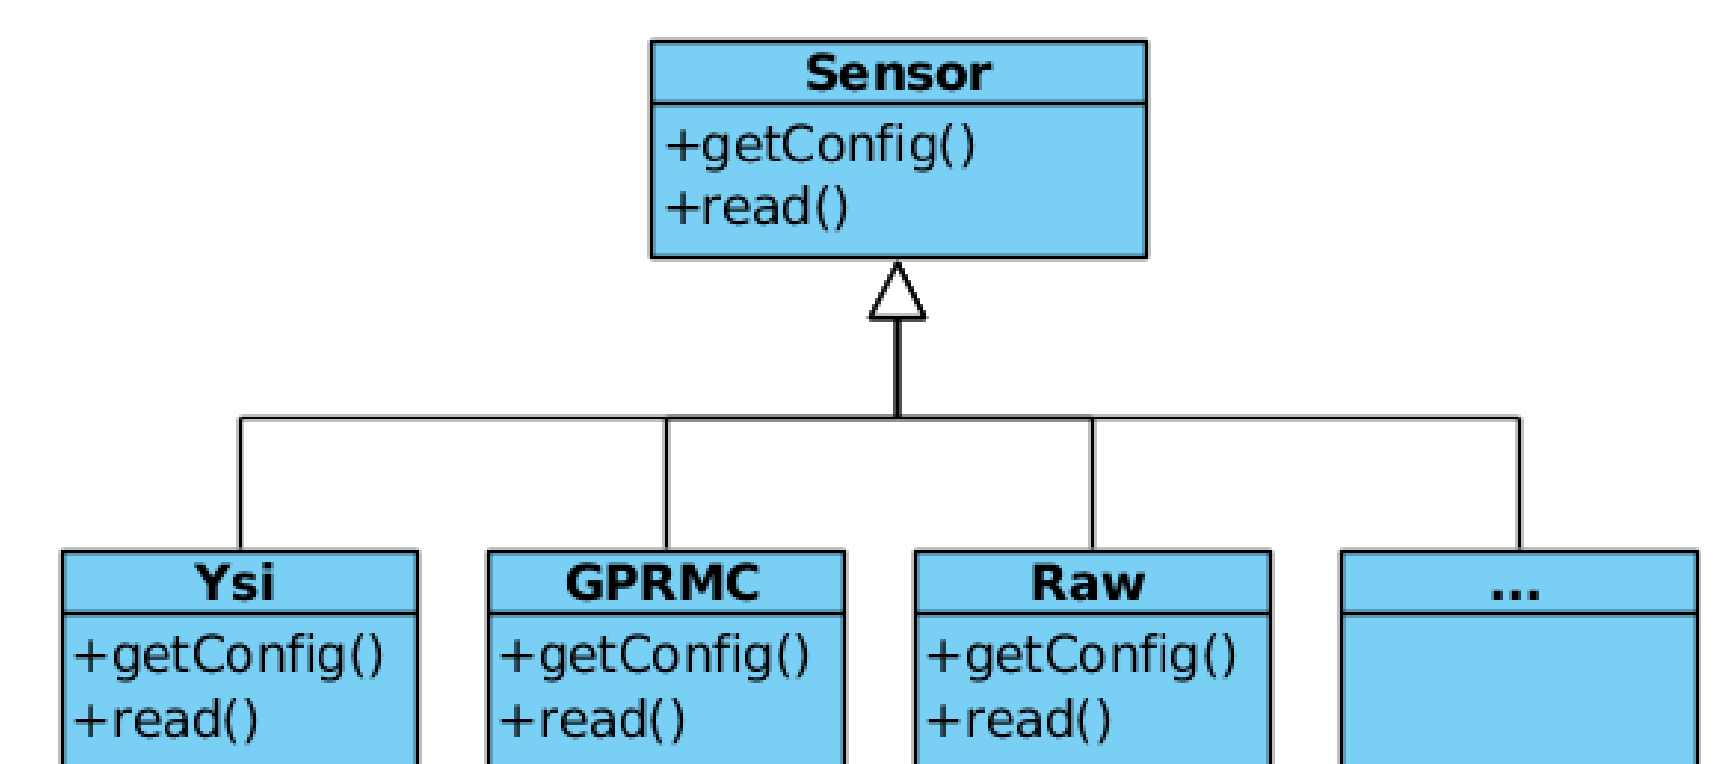 Sensor
+getConfig()
+read()
Ysi
+getConfig()
+read()
GPRMC
+getConfig()
+read()
Raw
+getConfig()
+read()
...